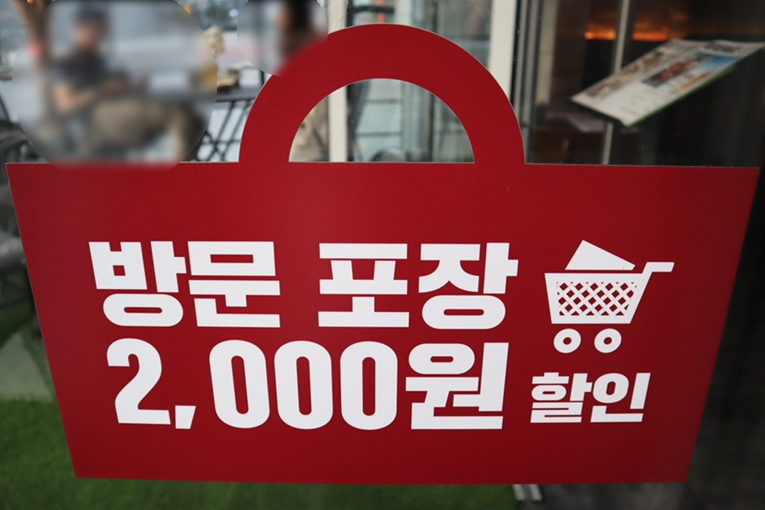 방문 포장
2,000원 할인